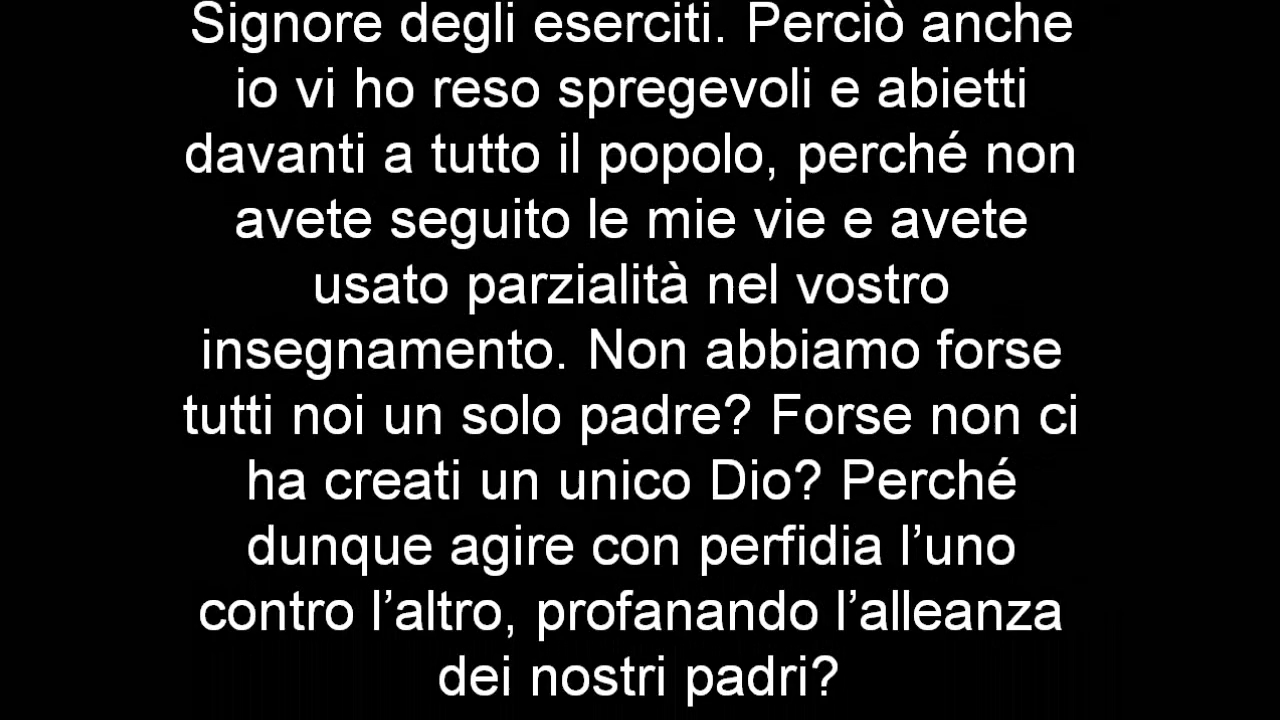 Signore degli eserciti. Perciò anche
io vi ho reso spregevoli e abietti
davanti a tutto il popolo, perché non
avete seguito le mie vie e avete
usato parzialità nel vostro
insegnamento. Non abbiamo forse
tutti noi un solo padre? Forse non ci
ha creati un unico Dio? Perché
dunque agire con perfidia l’uno
contro l’altro, profanando l’alleanza
dei nostri padri?